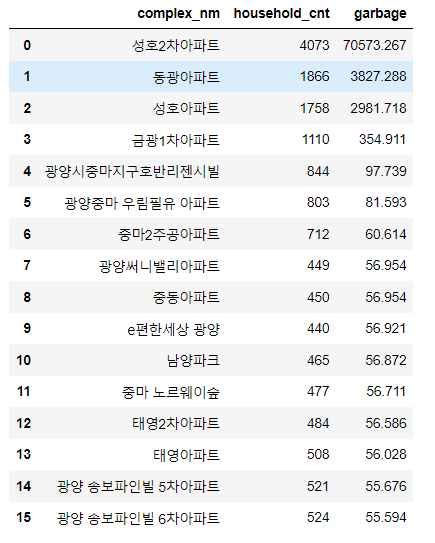 complex_nm household_cnt garbage
0 성호2차아파트 4073 70573.267
1 동광아파트 1866 3827.288
2 성호아파트 1758 2981.718
3 금광1차아파트 1110 354.911
4 광양시중마지구호반리젠시빌 844 97.739
5 광양중마 우림필유 아파트 803 81.593
6 중마2주공아파트 712 60.614
7 광양써니밸리아파트 449 56.954
8 중동아파트 450 56.954
9 e편한세상 광양 440 56.921
10 남양파크 465 56.872
11 중마 노르웨이숲 477 56.711
12 태영2차아파트 484 56.586
13 태영아파트 508 56.028
14 광양 송보파인빌 5차아파트 521 55.676
15 광양 송보파인빌 6차아파트 524 55.594